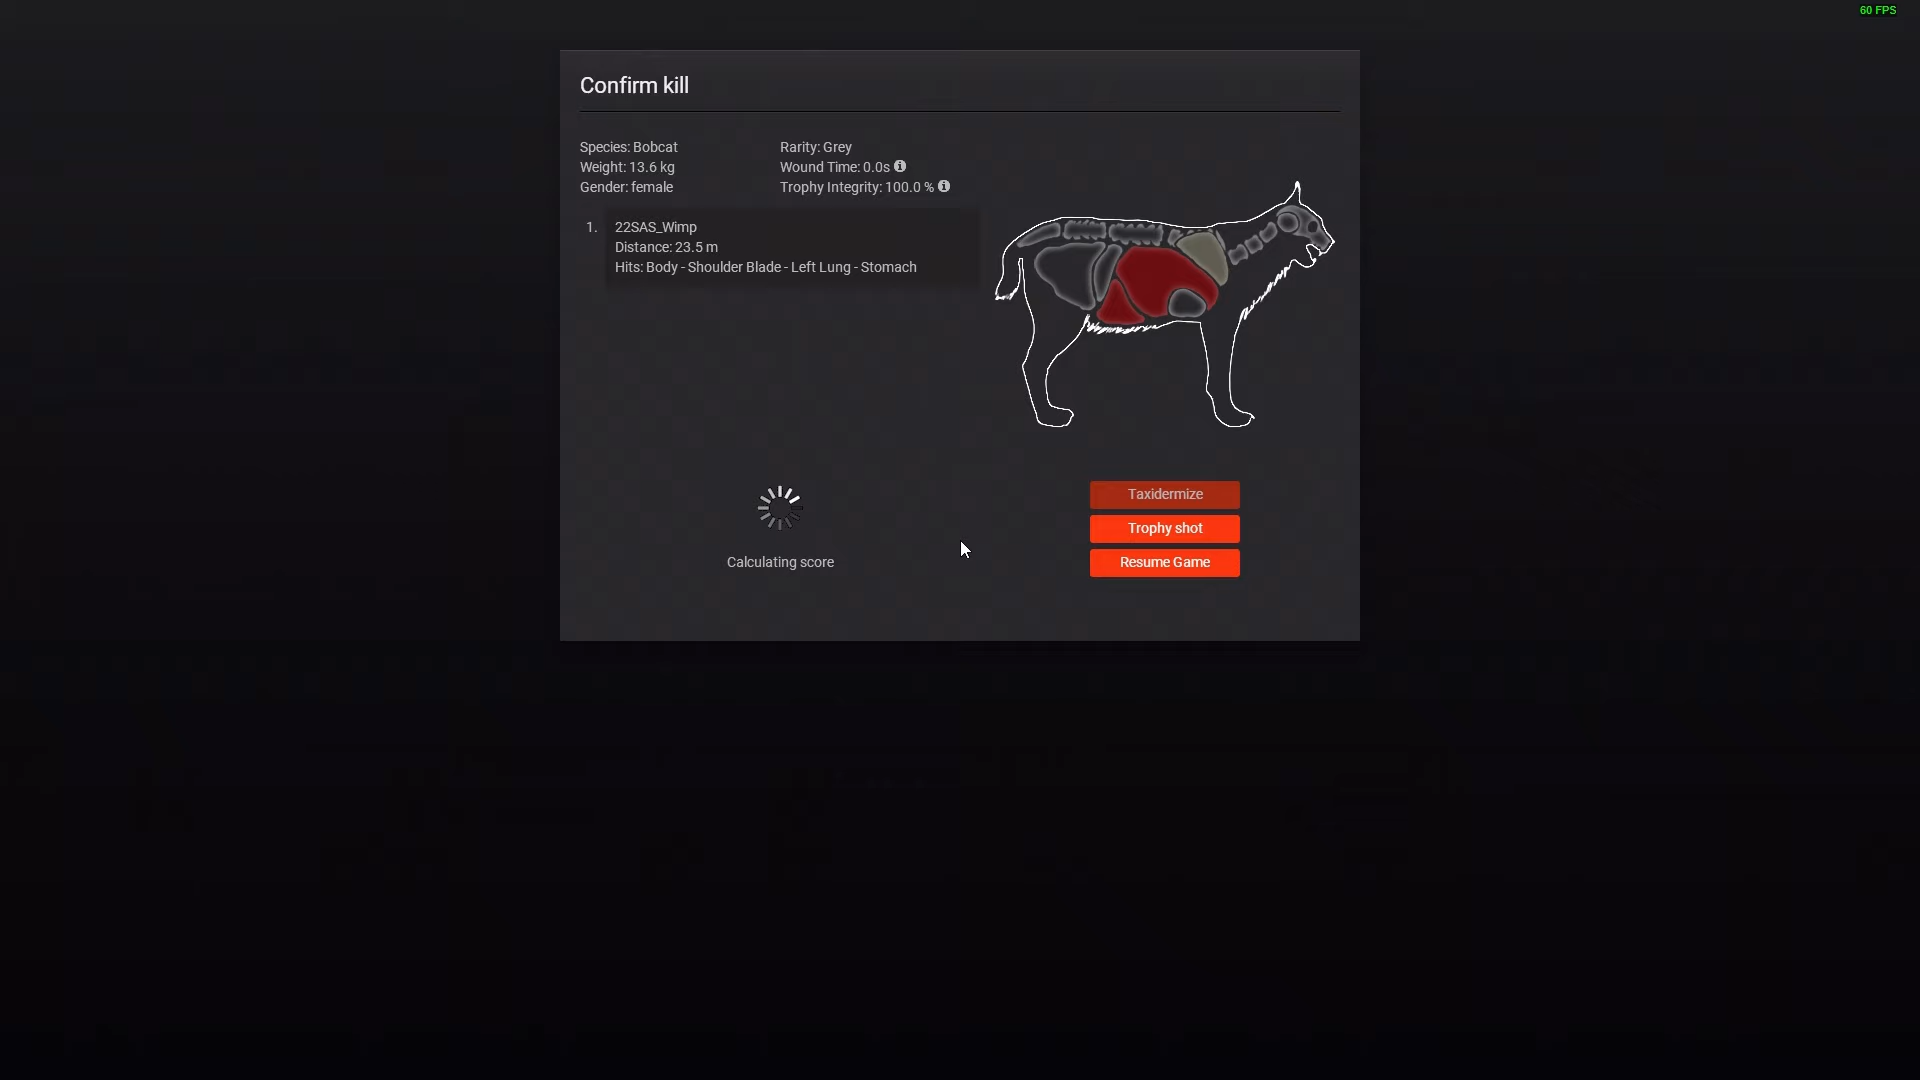 60 FPS
Confirm kill
Species: Bobcat
Weight: 13.6 kg
Gender: female
Rarity: Grey
Wound Time: 0.0s
Trophy Integrity: 100.0 %
1. 22SAS_Wimp
Distance: 23.5 m
Hits: Body - Shoulder Blade - Left Lung - Stomach
Calculating score
Taxidermize
Trophy shot
Resume Game